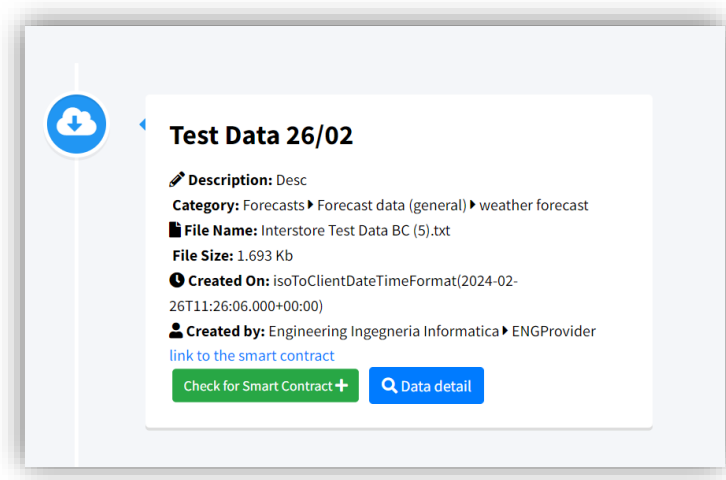 Test Data 26/02
Description: Desc
Category: Forecasts Forecast data (general) weather forecast
File Name: Interstore Test Data BC (5).txt
File Size: 1.693 Kb
Created On: isoToClientDateTimeFormat(2024-02-
26T11:26:06.000+00:00)
Created by: Engineering Ingegneria Informatica ENGProvider
link to the smart contract
Check for Smart Contract
Data detail